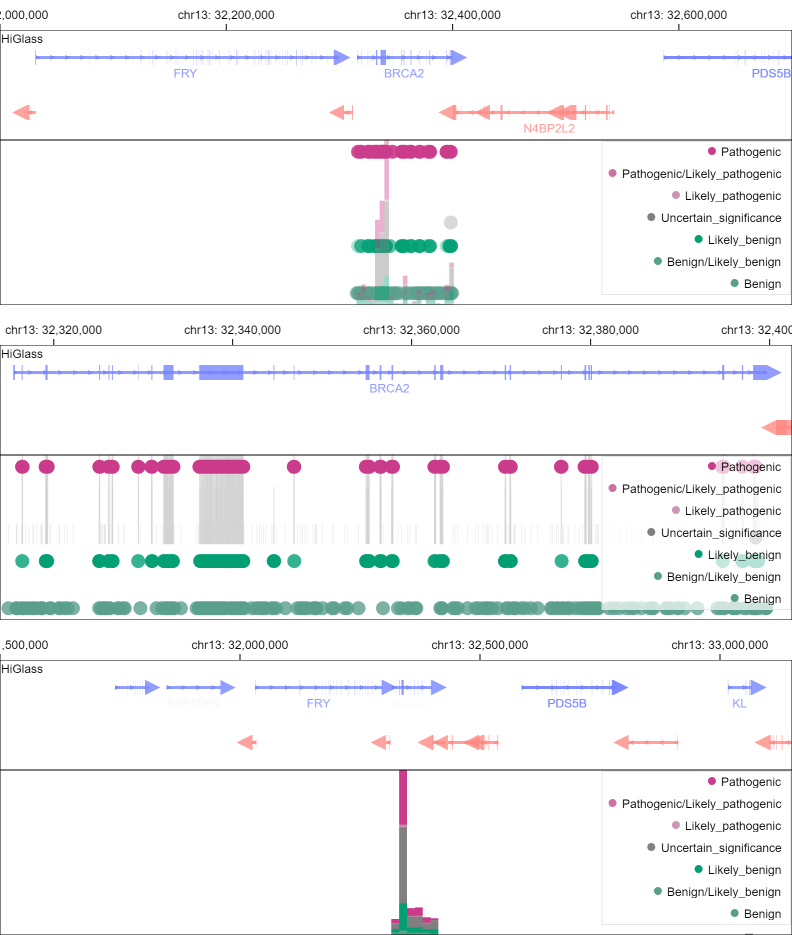 2,000,000 chr13: 32,200,000 chr13: 32,400,000 chr13: 32,600,000
HiGlass
FRY BRCA2 PDS5B
N4BP2L2
Pathogenic
Pathogenic/Likely_pathogenic
Likely_pathogenic
Uncertain_significance
Likely_benign
Benign/Likely_benign
Benign
chr13: 32,320,000 chr13: 32,340,000 chr13: 32,360,000 chr13: 32,380,000 chr13: 32,400
HiGlass
BRCA2
Pathogenic
Pathogenic/Likely_pathogenic
Likely_pathogenic
Uncertain_significance
Likely_benign
Benign/Likely_benign
Benign
,500,000 chr13: 32,000,000 chr13: 32,500,000 chr13: 33,000,000
HiGlass
FRY PDS5B KL
Pathogenic
Pathogenic/Likely_pathogenic
Likely_pathogenic
Uncertain_significance
Likely_benign
Benign/Likely_benign
Benign